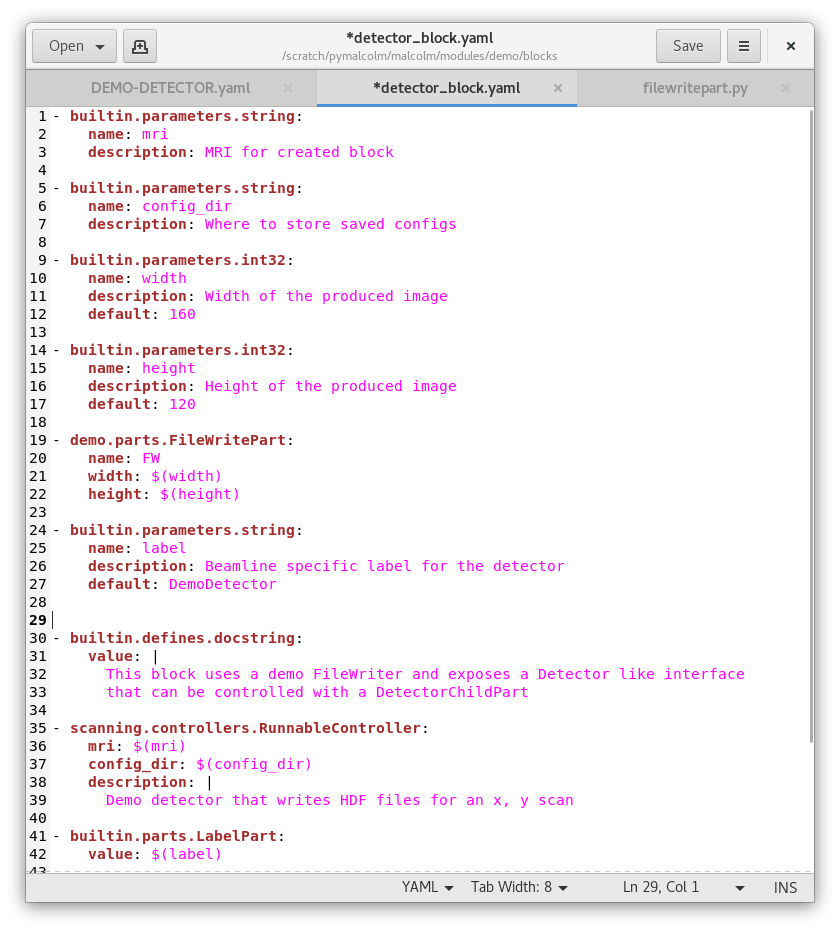 Open
*detector_block.yaml
/scratch/pymalcolm/malcolm/modules/demo/blocks
Save
DEMO-DETECTOR.yaml
*detector_block.yaml
filewritepart.py
1 - builtin.parameters.string:
2     name: mri
3     description: MRI for created block
4
5 - builtin.parameters.string:
6     name: config_dir
7     description: Where to store saved configs
8
9 - builtin.parameters.int32:
10     name: width
11     description: Width of the produced image
12     default: 160
13
14 - builtin.parameters.int32:
15     name: height
16     description: Height of the produced image
17     default: 120
18
19 - demo.parts.FileWritePart:
20     name: FW
21     width: $(width)
22     height: $(height)
23
24 - builtin.parameters.string:
25     name: label
26     description: Beamline specific label for the detector
27     default: DemoDetector
28
29
30 - builtin.defines.docstring:
31     value: |
32       This block uses a demo FileWriter and exposes a Detector like interface
33       that can be controlled with a DetectorChildPart
34
35 - scanning.controllers.RunnableController:
36     mri: $(mri)
37     config_dir: $(config_dir)
38     description: |
39       Demo detector that writes HDF files for an x, y scan
40
41 - builtin.parts.LabelPart:
42     value: $(label)
43
YAML
Tab Width: 8
Ln 29, Col 1
INS